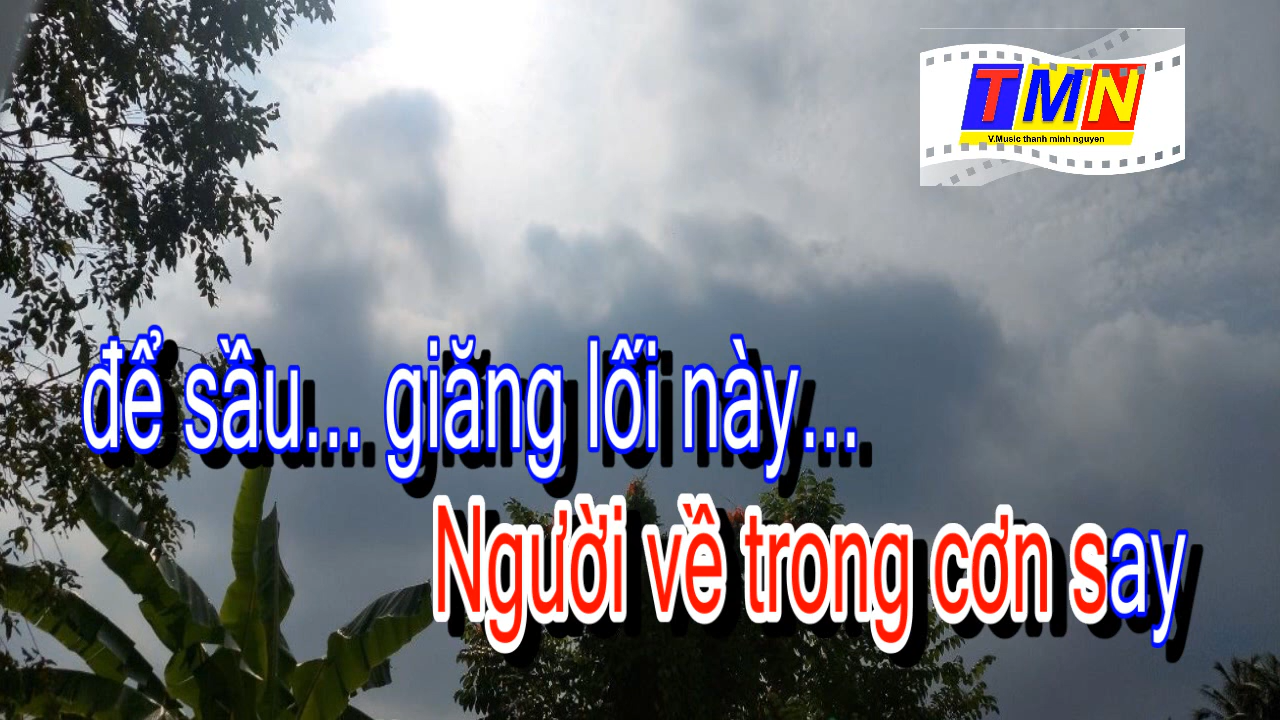 TMN
V.Music thanh minh nguyen
để sầu... giăng lối này...
Người về trong cơn say